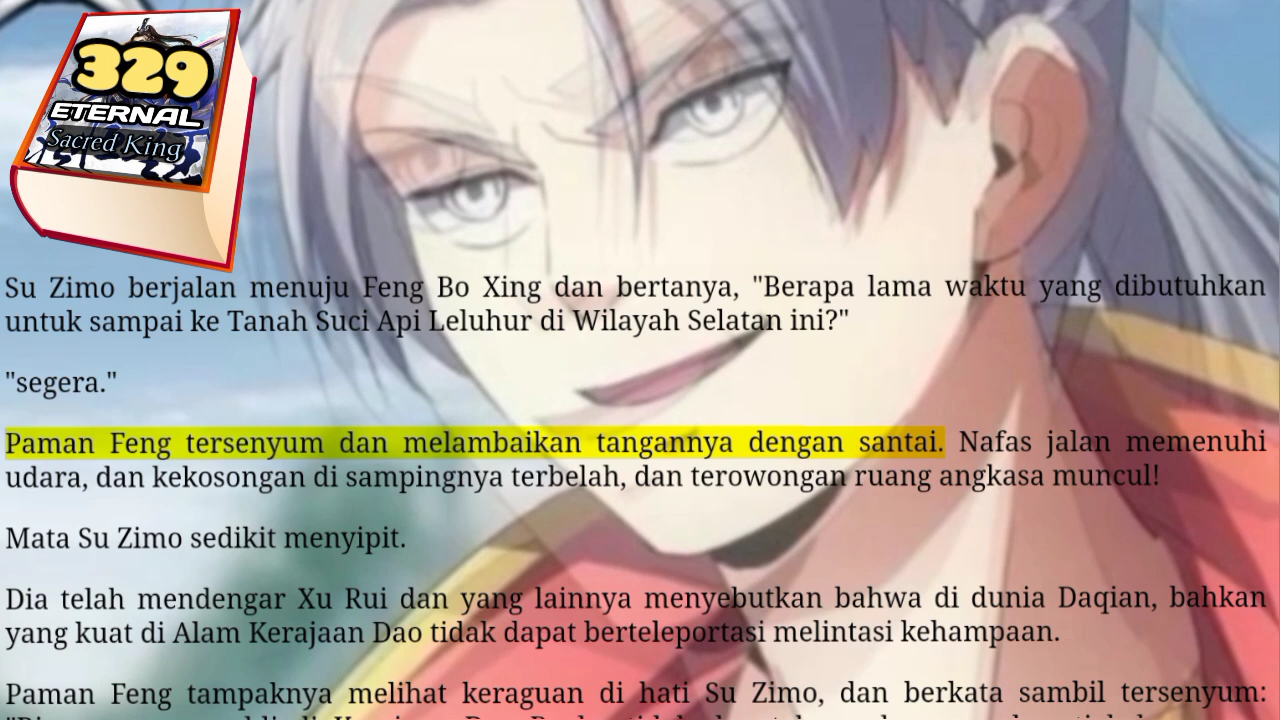 329
ETERNAL
Sacred King
Su Zimo berjalan menuju Feng Bo Xing dan bertanya, "Berapa lama waktu yang dibutuhkan
untuk sampai ke Tanah Suci Api Leluhur di Wilayah Selatan ini?"
"segera."
Paman Feng tersenyum dan melambaikan tangannya dengan santai. Nafas jalan memenuhi
udara, dan kekosongan di sampingnya terbelah, dan terowongan ruang angkasa muncul!
Mata Su Zimo sedikit menyipit.
Dia telah mendengar Xu Rui dan yang lainnya menyebutkan bahwa di dunia Daqian, bahkan
yang kuat di Alam Kerajaan Dao tidak dapat berteleportasi melintasi kehampaan.
Paman Feng tampaknya melihat keraguan di hati Su Zimo, dan berkata sambil tersenyum: